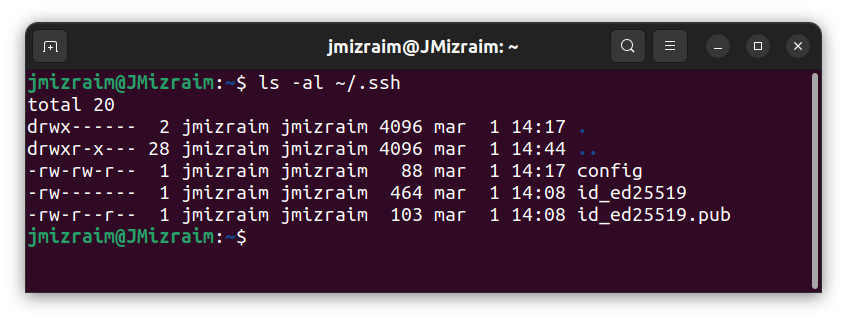 jmizraim@JMizraim: ~
jmizraim@JMizraim:~$ ls -al ~/.ssh
total 20
drwx------  2 jmizraim jmizraim 4096 mar  1 14:17 .
drwxr-x--- 28 jmizraim jmizraim 4096 mar  1 14:44 ..
-rw-rw-r--  1 jmizraim jmizraim   88 mar  1 14:17 config
-rw-------  1 jmizraim jmizraim  464 mar  1 14:08 id_ed25519
-rw-r--r--  1 jmizraim jmizraim  103 mar  1 14:08 id_ed25519.pub
jmizraim@JMizraim:~$